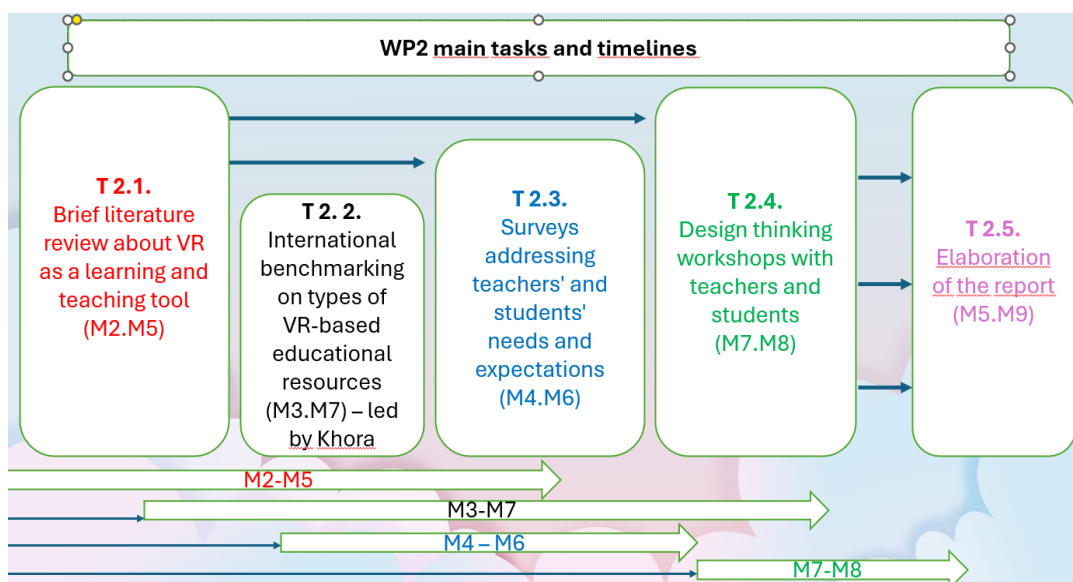 WP2 main tasks and timelines
T 2.1.
Brief literature
review about VR
as a learning and
teaching tool
(M2.M5)
T 2. 2.
International
benchmarking
on types of
VR-based
educational
resources
(M3.M7) – led
by Khora
T 2.3.
Surveys
addressing
teachers' and
students'
needs and
expectations
(M4.M6)
T 2.4.
Design thinking
workshops with
teachers and
students
(M7.M8)
T 2.5.
Elaboration
of the report
(M5.M9)
M2-M5
M3-M7
M4 – M6
M7-M8